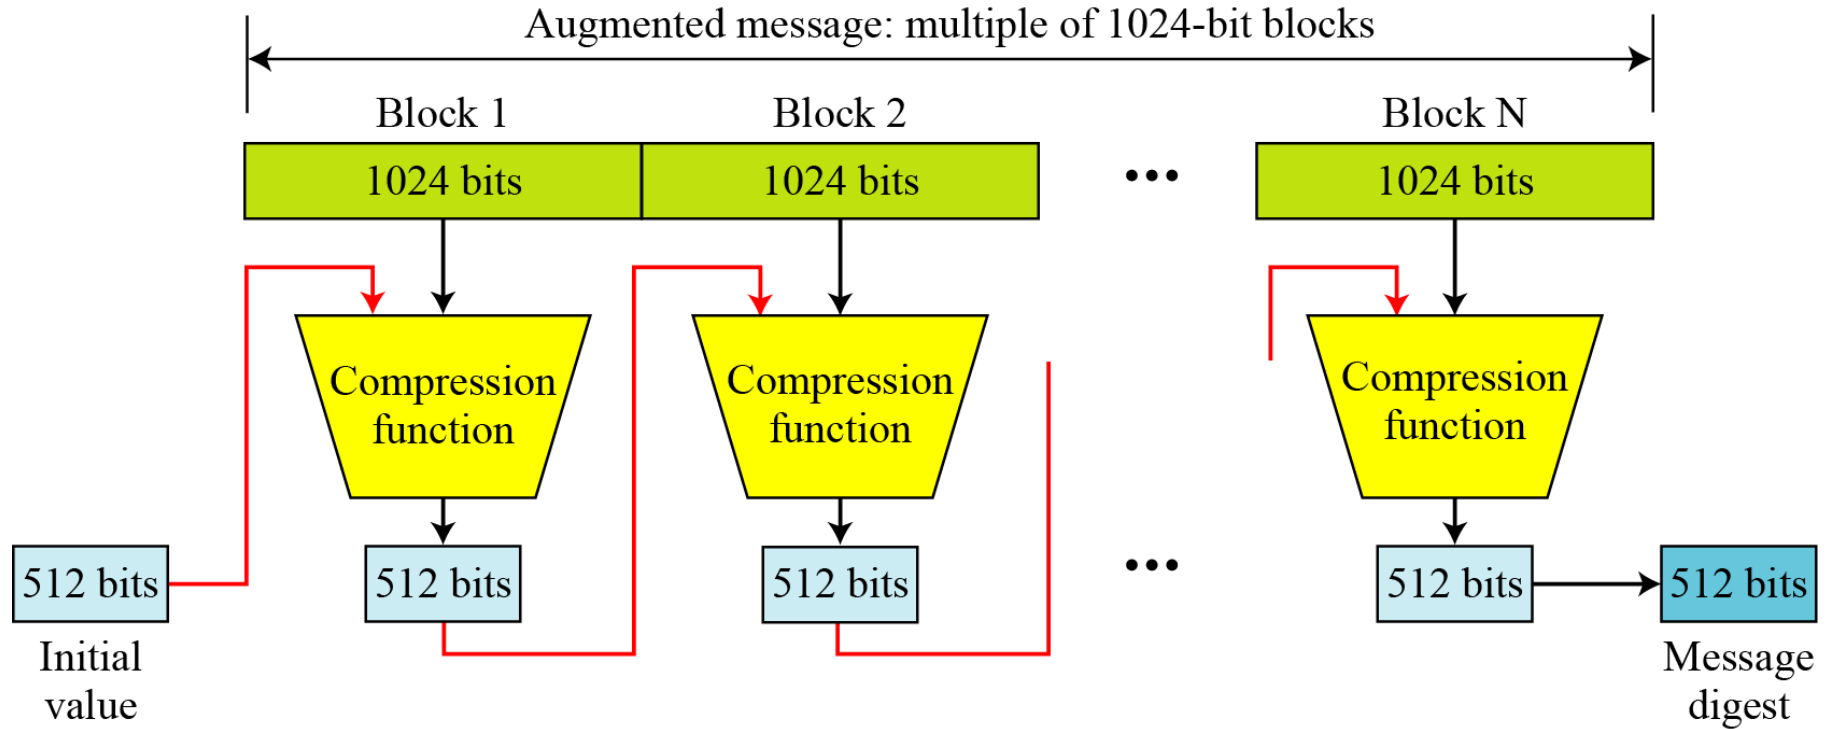 Augmented message: multiple of 1024-bit blocks
Block 1
Block 2
Block N
1024 bits
1024 bits
...
1024 bits
Compression
function
Compression
function
Compression
function
512 bits
512 bits
512 bits
...
512 bits
512 bits
Initial
value
Message
digest